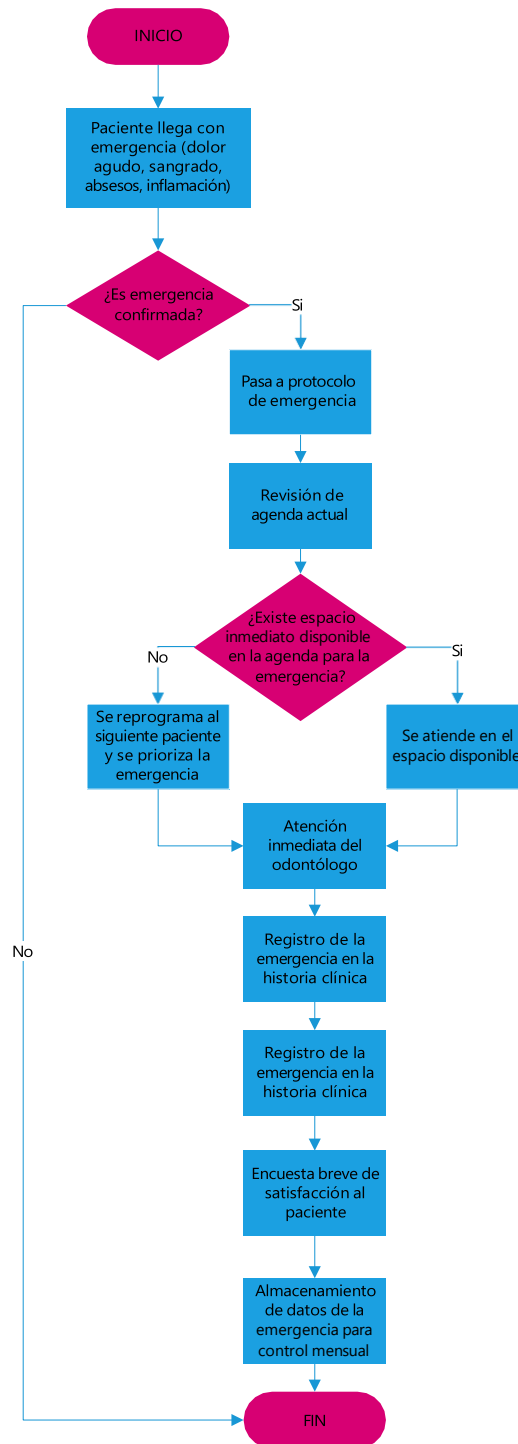 INICIO
Paciente llega con
emergencia (dolor
agudo, sangrado,
absesos, inflamación)
¿Es emergencia
confirmada?
Si
Pasa a protocolo
de emergencia
Revisión de
agenda actual
¿Existe espacio
inmediato disponible
en la agenda para la
emergencia?
No
Si
Se reprograma al
siguiente paciente
y se prioriza la
emergencia
Se atiende en el
espacio disponible
Atención
inmediata del
odontólogo
Registro de la
emergencia en la
historia clínica
No
Registro de la
emergencia en la
historia clínica
Encuesta breve de
satisfacción al
paciente
Almacenamiento
de datos de la
emergencia para
control mensual
FIN